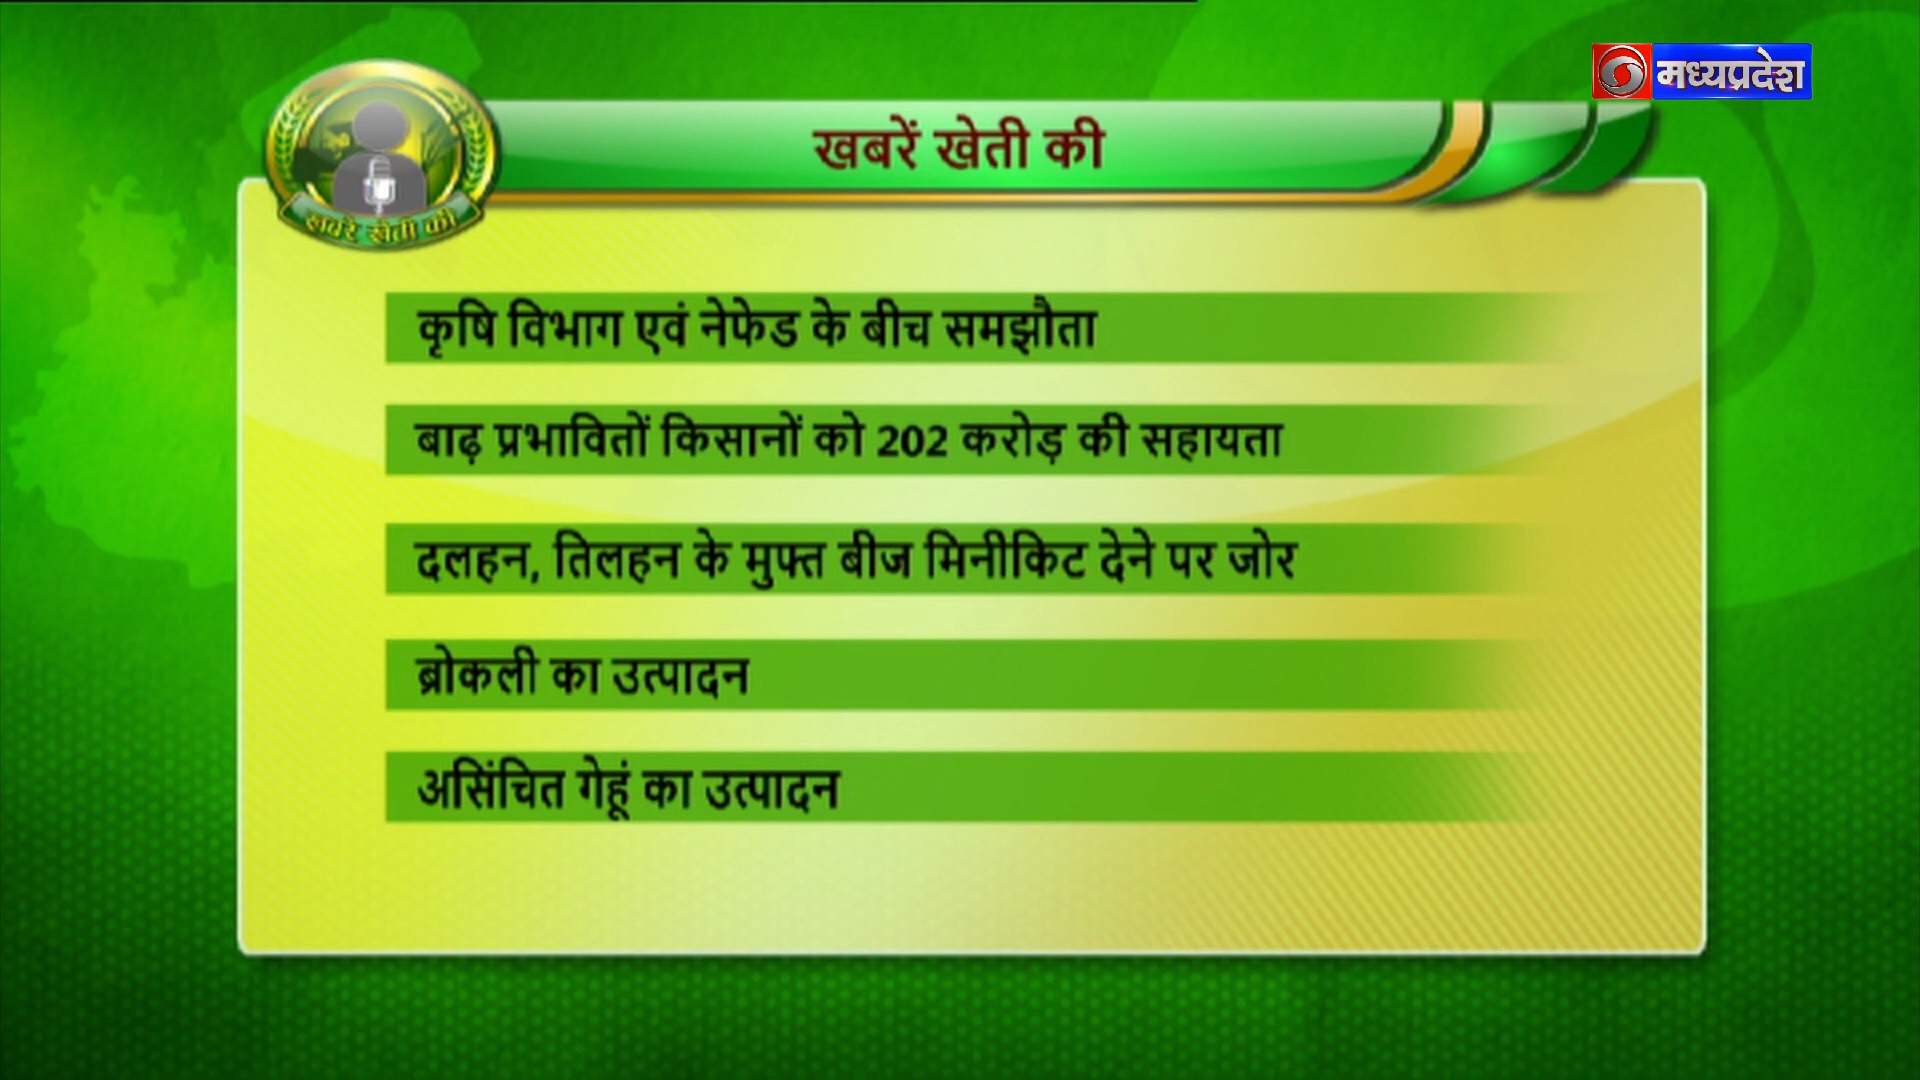 मध्यप्रदेश
खबरें खेती की
खबरें खेती की
कृषि विभाग एवं नेफेड के बीच समझौता
बाढ़ प्रभावितों किसानों को 202 करोड़ की सहायता
दलहन, तिलहन के मुफ्त बीज मिनीकिट देने पर जोर
ब्रोकली का उत्पादन
असिंचित गेहूं का उत्पादन